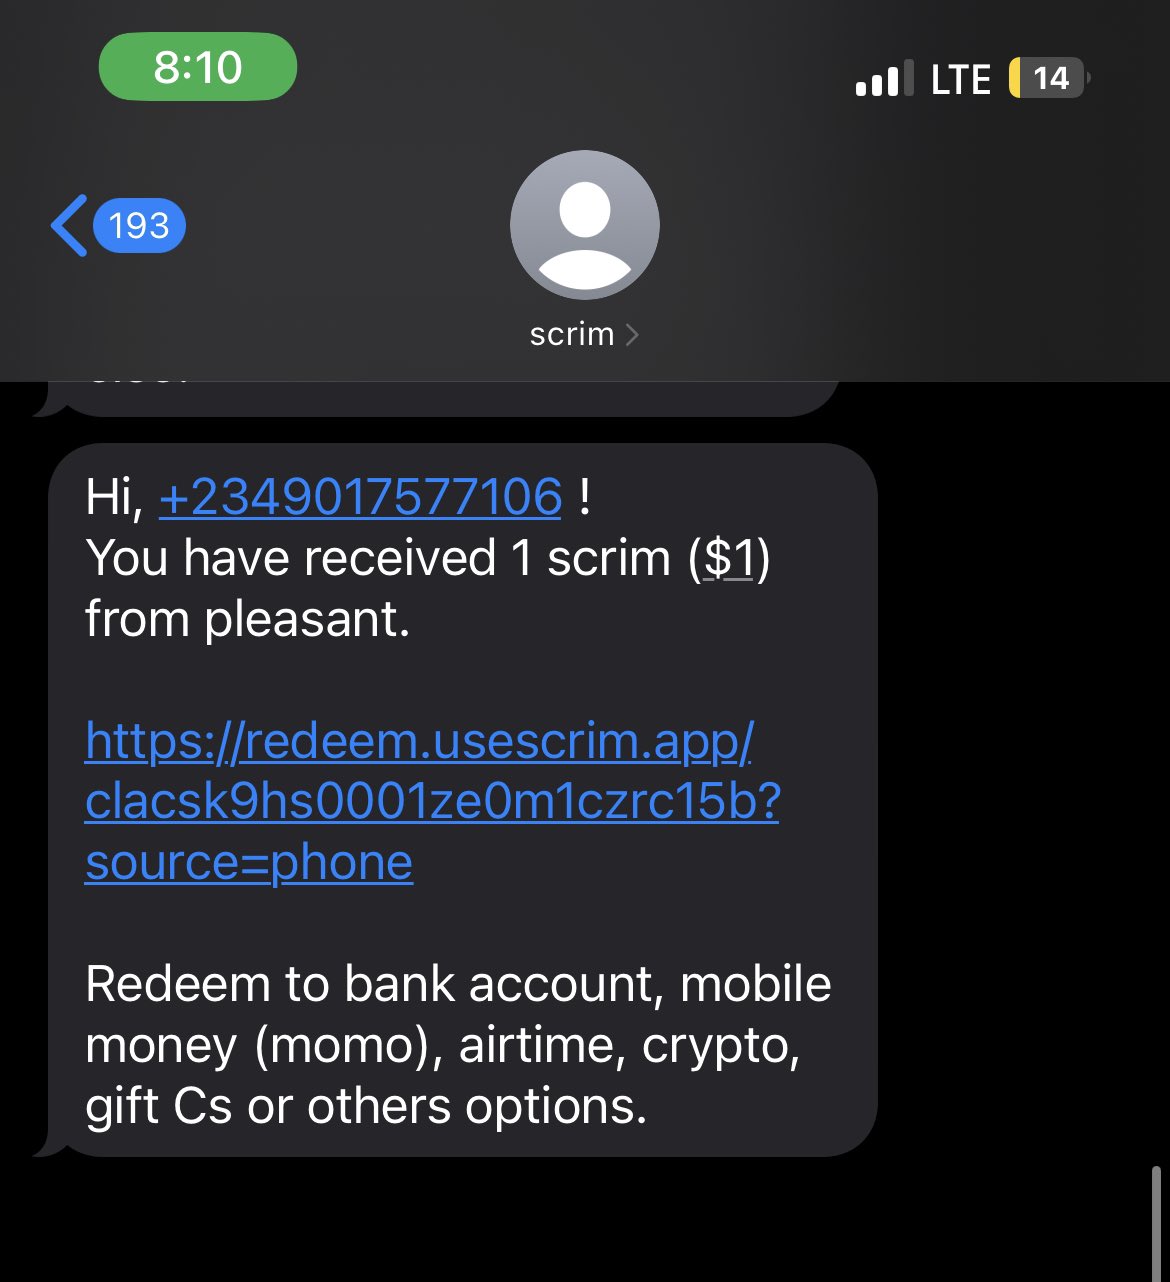 8:10
LTE 14
193
scrim
Hi, +2349017577106 !
You have received 1 scrim ($1)
from pleasant.
https://redeem.usescrim.app/
clacsk9hs0001ze0m1czrc15b?
source=phone
Redeem to bank account, mobile
money (momo), airtime, crypto,
gift Cs or others options.